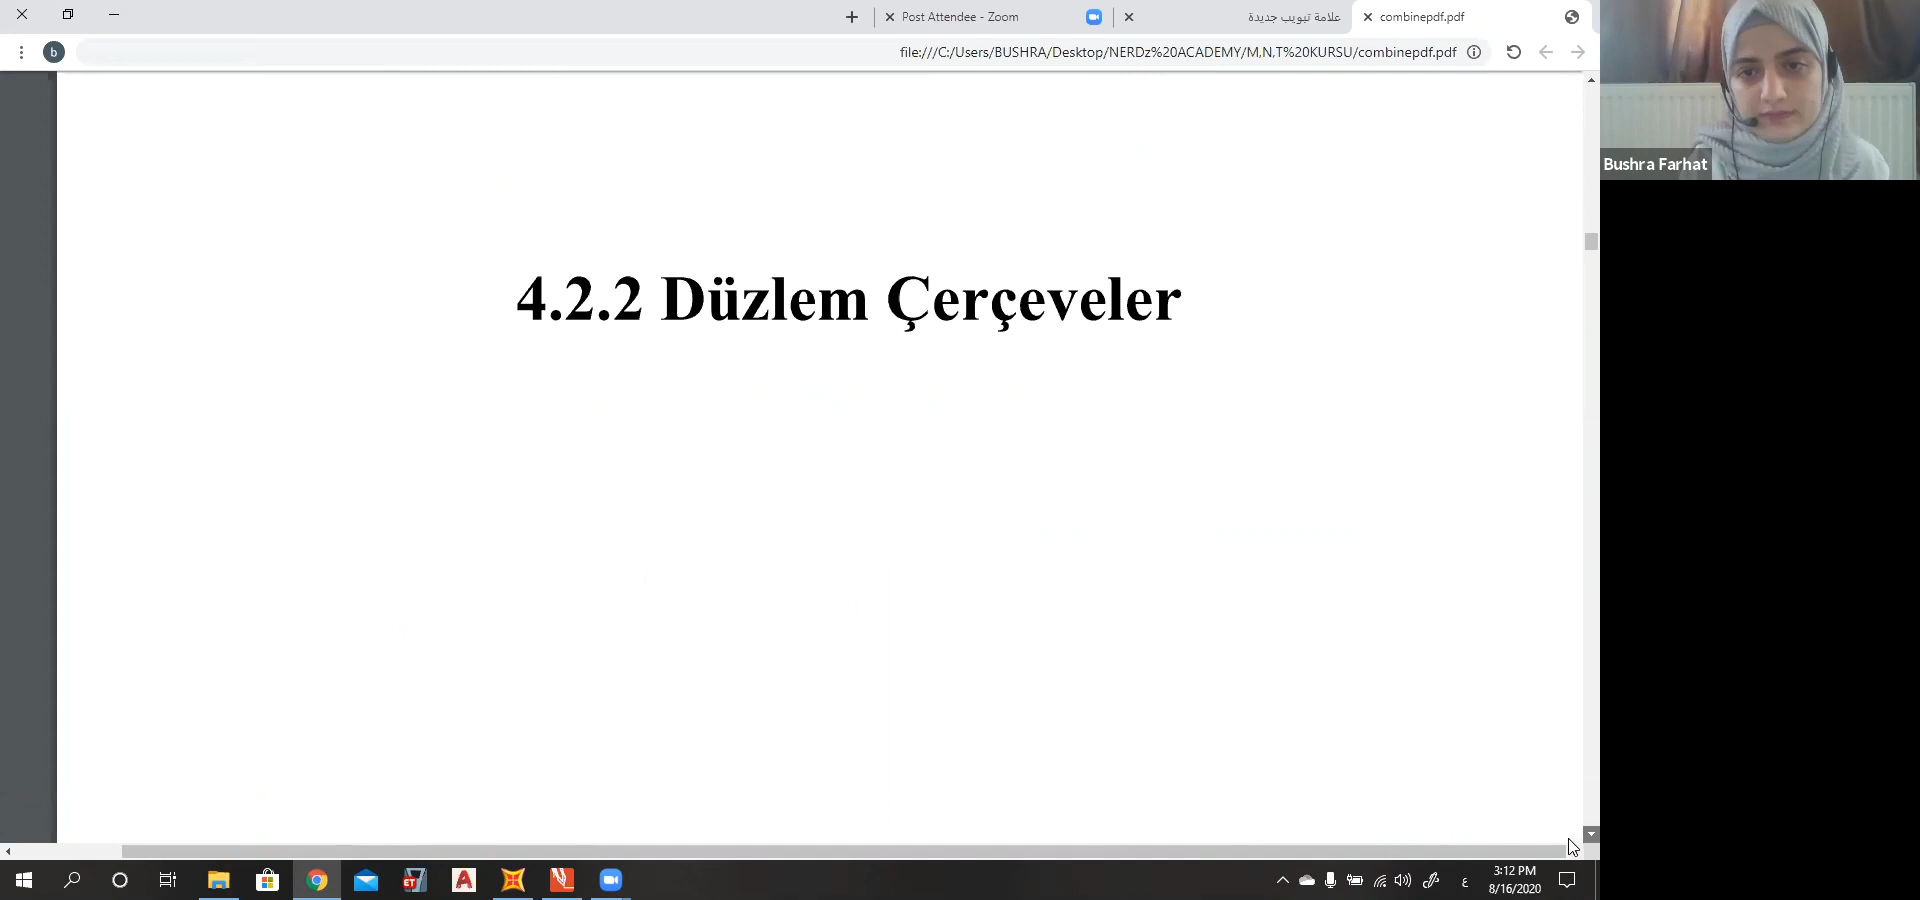 Post Attendee - Zoom
علامة تبويب جديدة
combinepdf.pdf
b
file:///C:/Users/BUSHRA/Desktop/NERDz%20ACADEMY/M,N,T%20KURSU/combinepdf.pdf
Bushra Farhat
4.2.2 Düzlem Çerçeveler
ET
A
ع
3:12 PM
8/16/2020